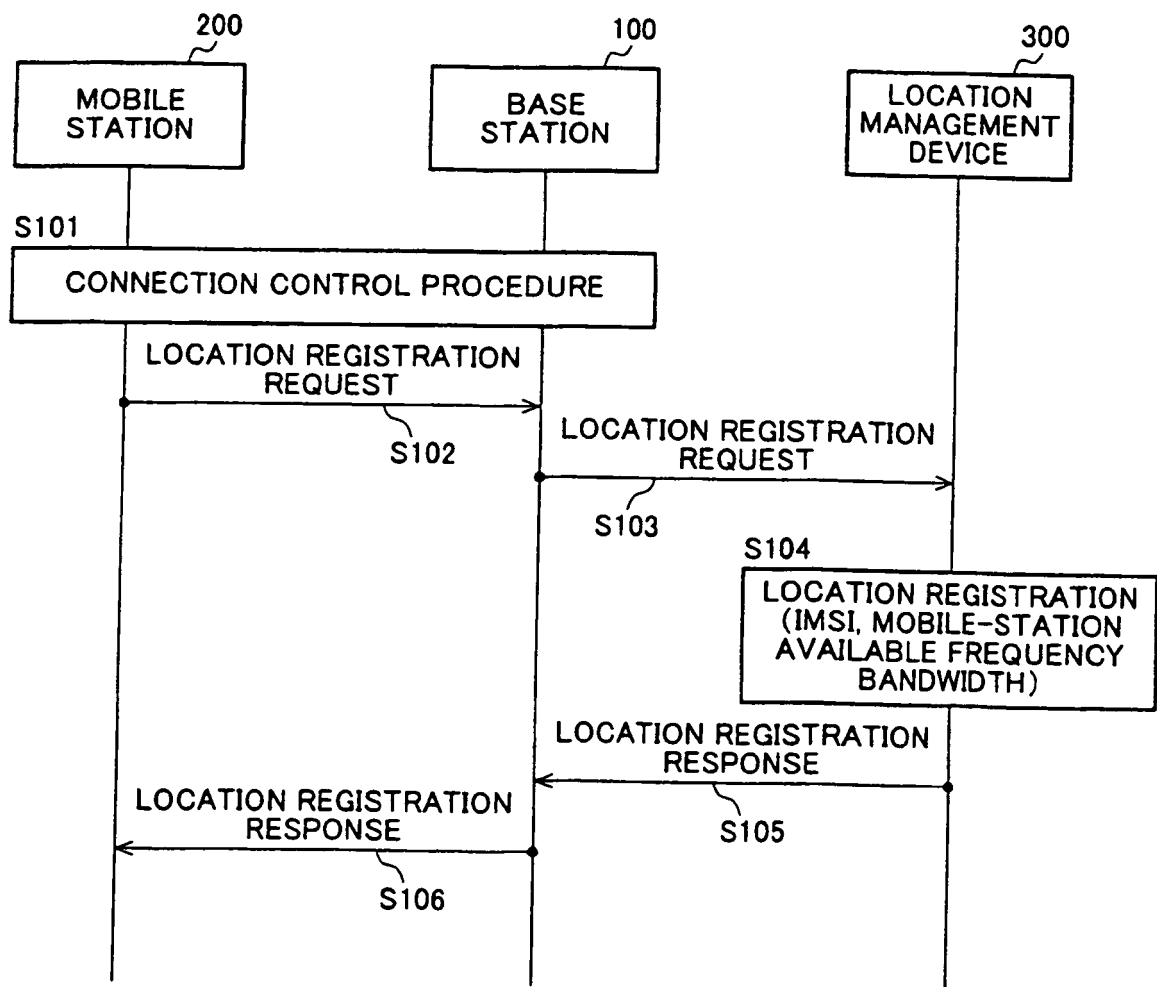 200
100
300
MOBILE
STATION
BASE
STATION
LOCATION
MANAGEMENT
DEVICE
S101
CONNECTION CONTROL PROCEDURE
LOCATION REGISTRATION
REQUEST
S102
LOCATION REGISTRATION
REQUEST
S103
S104
LOCATION REGISTRATION
(IMSI, MOBILE-STATION
AVAILABLE FREQUENCY
BANDWIDTH)
LOCATION REGISTRATION
RESPONSE
S105
LOCATION REGISTRATION
RESPONSE
S106